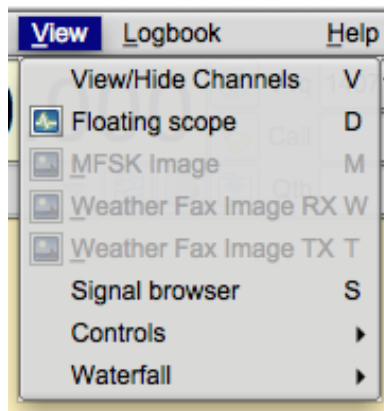 View Logbook Help
View/Hide Channels V
Floating scope D
MFSK Image M
Weather Fax Image RX W
Weather Fax Image TX T
Signal browser S
Controls
Waterfall